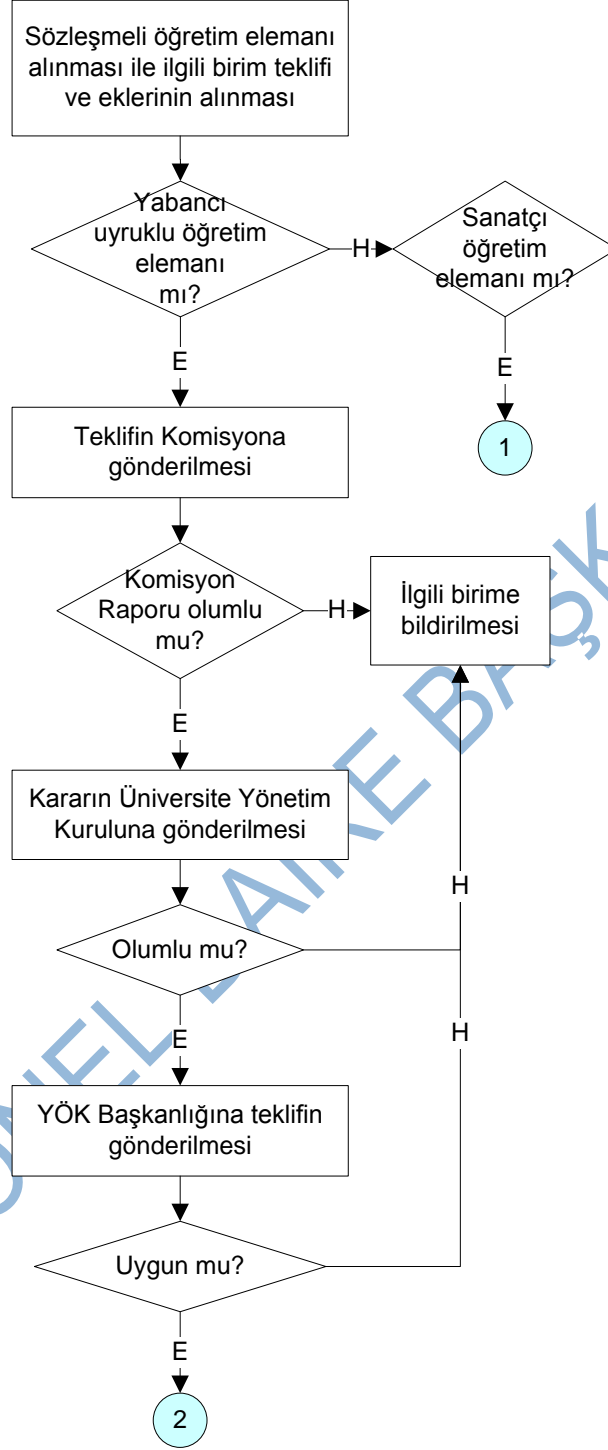 Sözleşmeli öğretim elemanı
alınması ile ilgili birim teklifi
ve eklerinin alınması
Yabancı
uyruklu öğretim
elemanı
mı?
H
Sanatçı
öğretim
elemanı mı?
E
E
Teklifin Komisyona
gönderilmesi
1
Komisyon
Raporu olumlu
mu?
H
İlgili birime
bildirilmesi
E
Kararın Üniversite Yönetim
Kuruluna gönderilmesi
H
Olumlu mu?
E
H
YÖK Başkanlığına teklifin
gönderilmesi
Uygun mu?
E
2